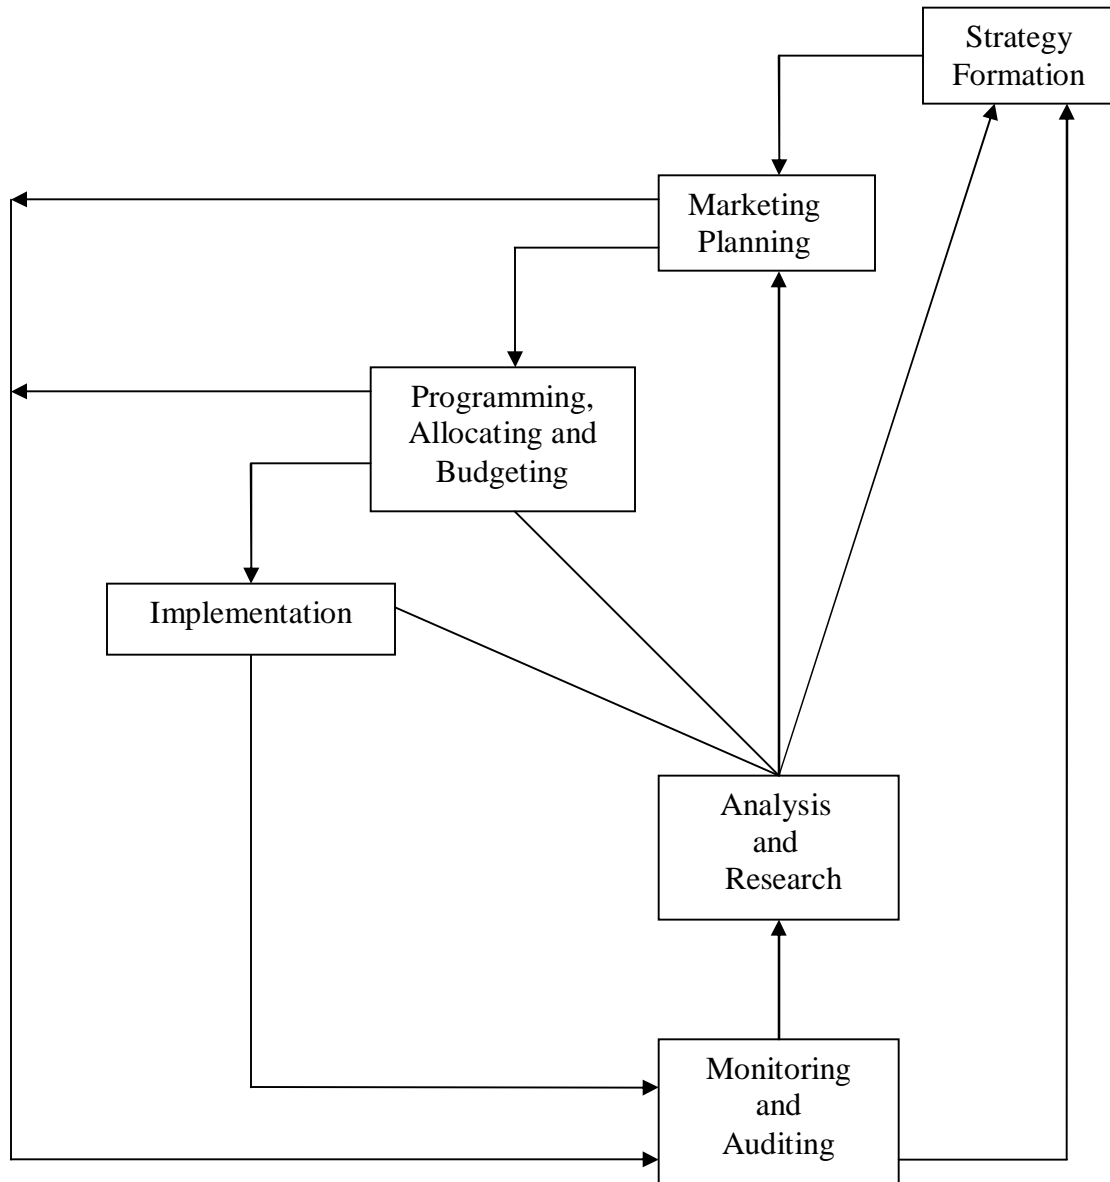 Strategy
Formation
Marketing
Planning
Programming,
Allocating and
Budgeting
Implementation
Analysis
and
Research
Monitoring
and
Auditing